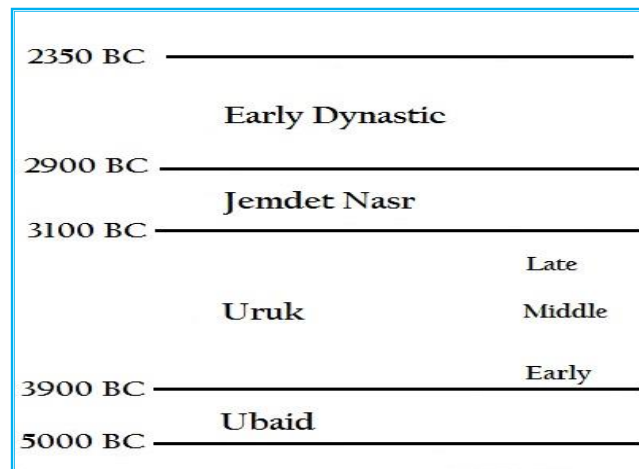 2350 BC
Early Dynastic
2900 BC
Jemdet Nasr
3100 BC
Late
Uruk Middle
Early
3900 BC
Ubaid
5000 BC